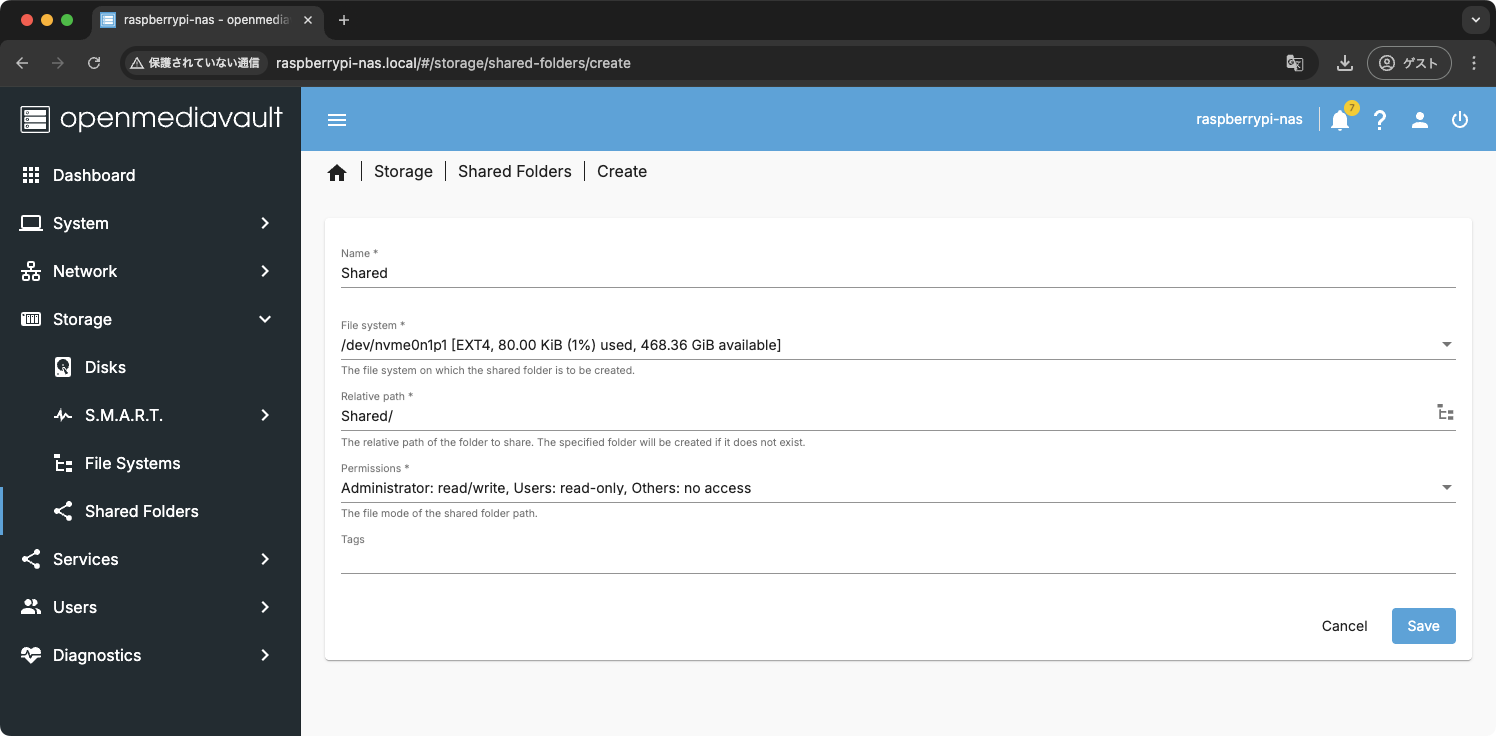 raspberrypi-nas - openmedia
保護されていない通信
raspberrypi-nas.local/#/storage/shared-folders/create
ゲスト
openmediavault
raspberrypi-nas
7
Dashboard
System
Network
Storage
Disks
S.M.A.R.T.
File Systems
Shared Folders
Services
Users
Diagnostics
Storage | Shared Folders | Create
Name *
Shared
File system *
/dev/nvme0n1p1 [EXT4, 80.00 KiB (1%) used, 468.36 GiB available]
The file system on which the shared folder is to be created.
Relative path *
Shared/
The relative path of the folder to share. The specified folder will be created if it does not exist.
Permissions *
Administrator: read/write, Users: read-only, Others: no access
The file mode of the shared folder path.
Tags
Cancel
Save